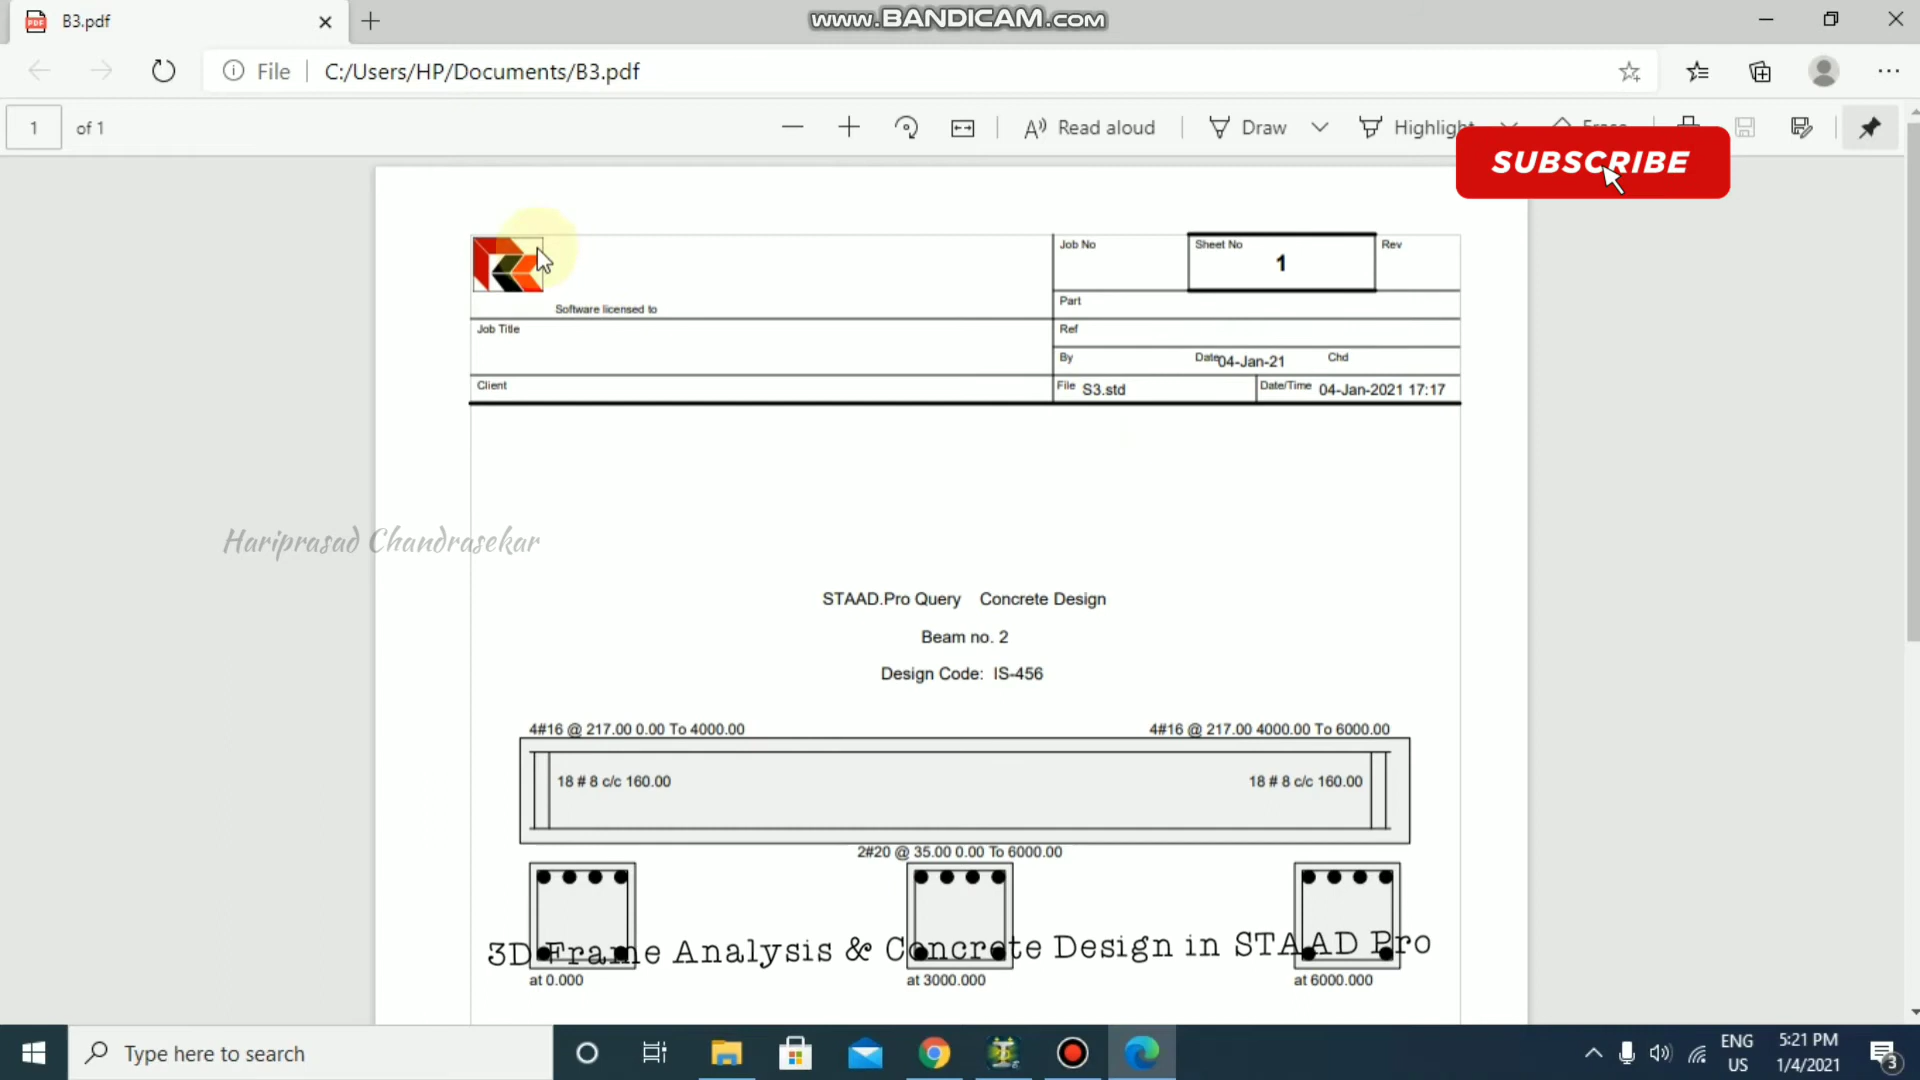 B3.pdf
www.BANDICAM.com
File
C:/Users/HP/Documents/B3.pdf
1
of 1
Read aloud
Draw
Highlight
Erase
SUBSCRIBE
Job No
Sheet No
1
Rev
Software licensed to
Part
Job Title
Ref
By
Date 04-Jan-21
Chd
Client
File S3.std
Date/Time 04-Jan-2021 17:17
Hariprasad Chandrasekar
STAAD.Pro Query Concrete Design
Beam no. 2
Design Code: IS-456
4#16 @ 217.00 0.00 To 4000.00
4#16 @ 217.00 4000.00 To 6000.00
18 # 8 c/c 160.00
18 # 8 c/c 160.00
2#20 @ 35.00 0.00 To 6000.00
3D Frame Analysis & Concrete Design in STAAD Pro
at 0.000
at 3000.000
at 6000.000
Type here to search
ENG
US
5:21 PM
1/4/2021
3